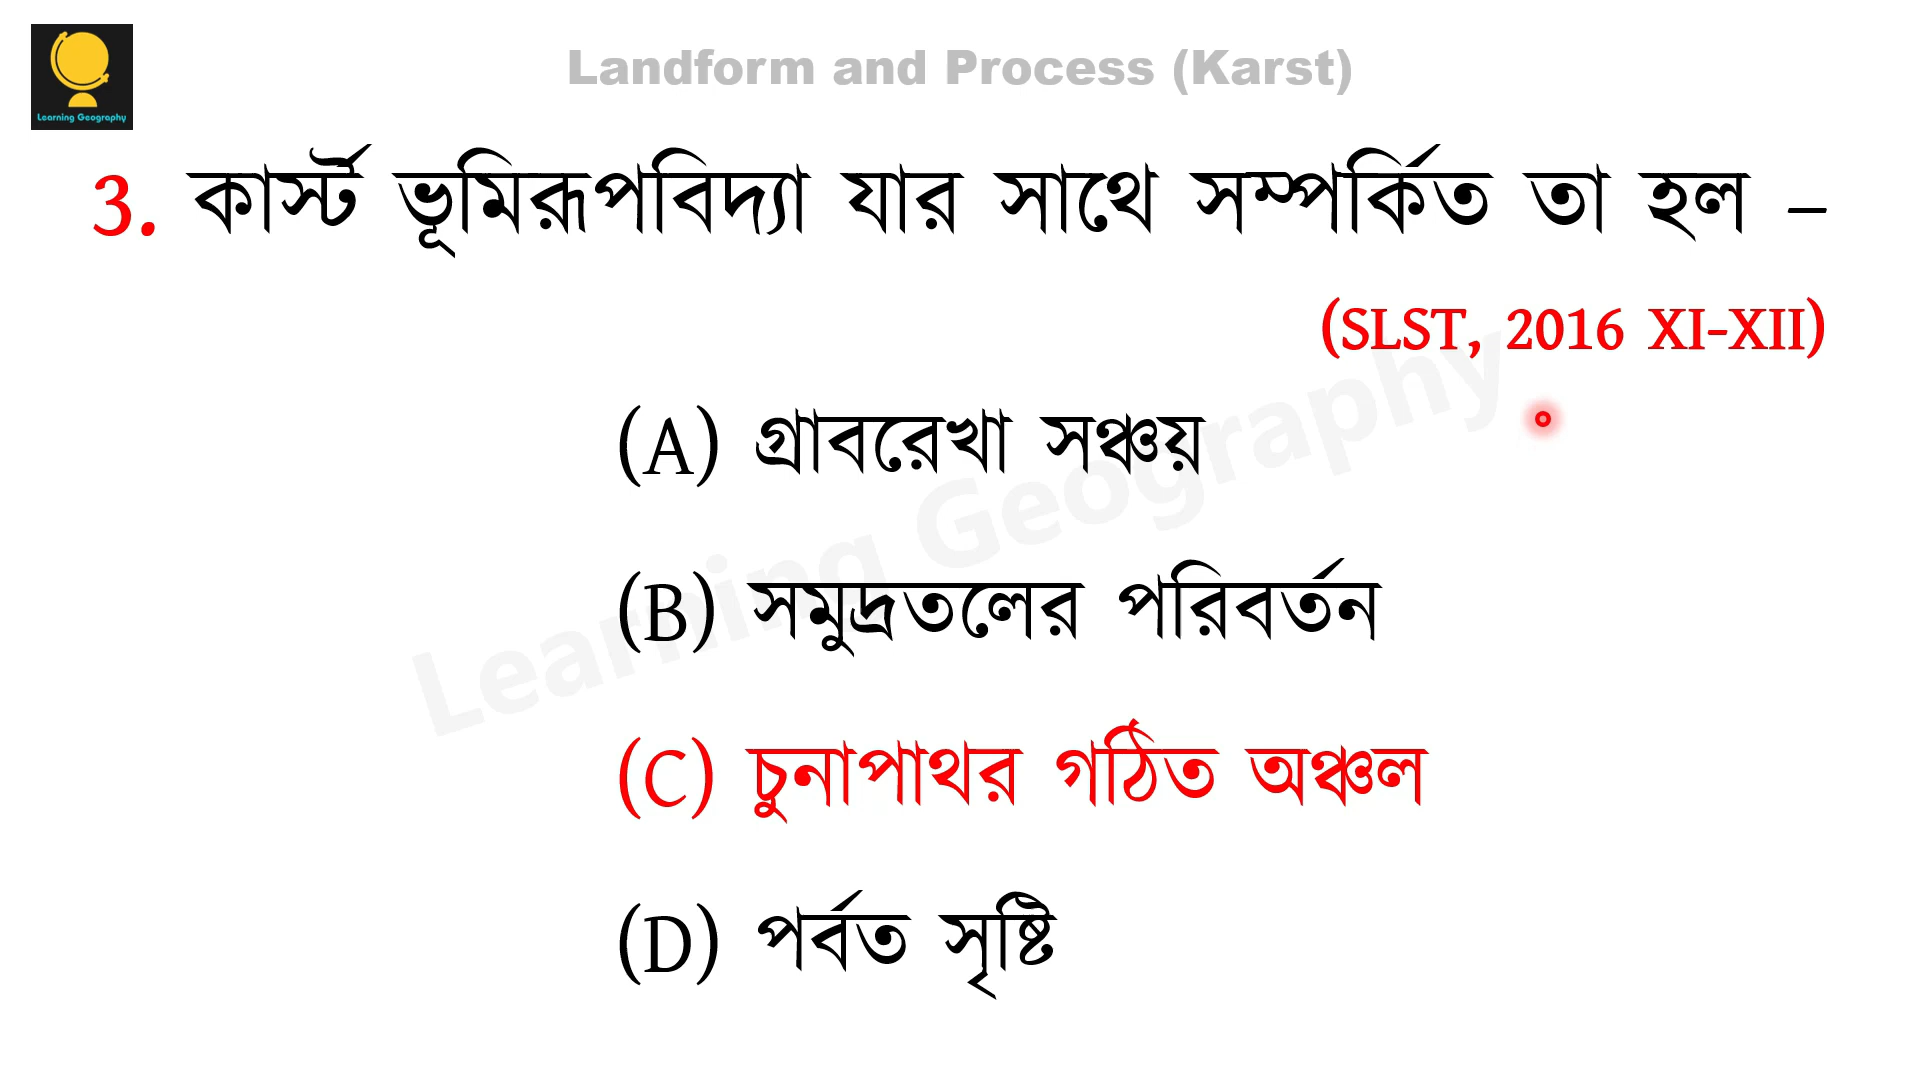 Learning Geography
Landform and Process (Karst)
3. কার্স্ট ভূমিরূপবিদ্যা যার সাথে সম্পর্কিত তা হল –
(SLST, 2016 XI-XII)
(A) গ্রাবরেখা সঞ্চয়
(B) সমুদ্রতলের পরিবর্তন
(C) চুনাপাথর গঠিত অঞ্চল
(D) পর্বত সৃষ্টি
Learning Geography